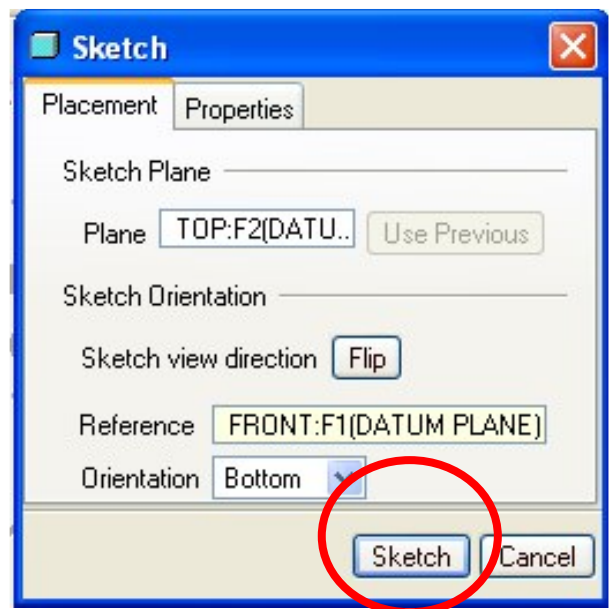 Sketch
Placement Properties
Sketch Plane
Plane TOP:F2(DATU.. Use Previous
Sketch Orientation
Sketch view direction Flip
Reference FRONT:F1(DATUM PLANE)
Orientation Bottom
Sketch Cancel